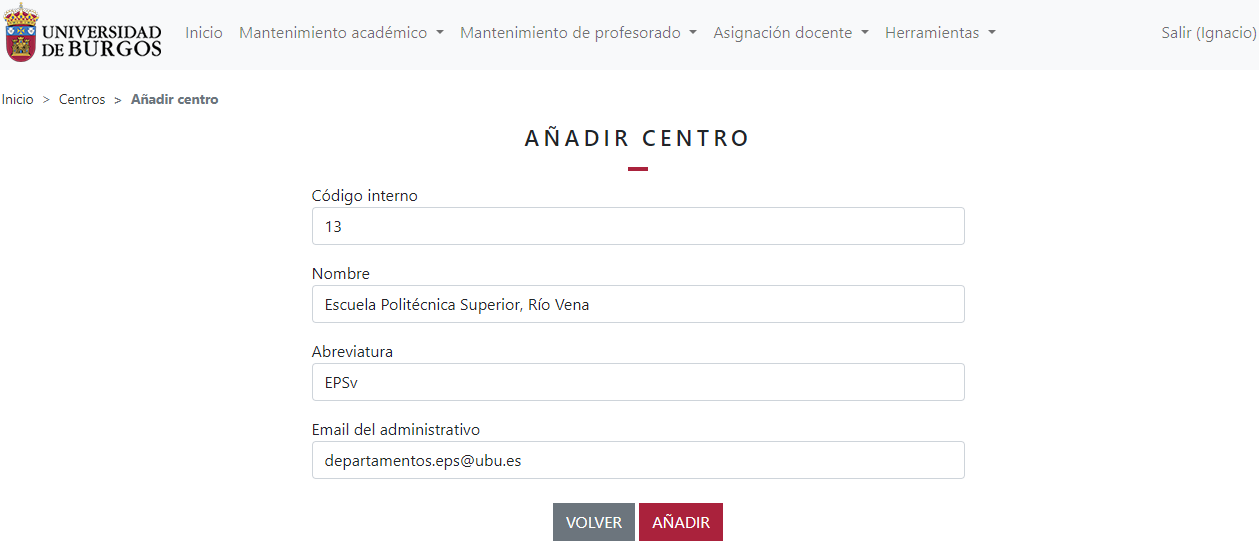 UNIVERSIDAD
DE BURGOS
Inicio Mantenimiento académico Mantenimiento de profesorado Asignación docente Herramientas Salir (Ignacio)
Inicio > Centros > Añadir centro
AÑADIR CENTRO
Código interno
13
Nombre
Escuela Politécnica Superior, Río Vena
Abreviatura
EPSv
Email del administrativo
departamentos.eps@ubu.es
VOLVER AÑADIR